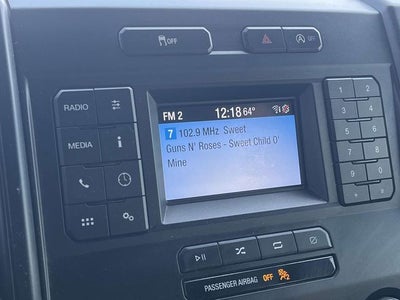 OFF
OFF
RADIO
MEDIA
i
FM 2 12:18 64°
7 102.9 MHz Sweet
Guns N' Roses - Sweet Child O'
Mine
1 2
3 4
5 6
7 8
9 0
PASSENGER AIRBAG OFF 2